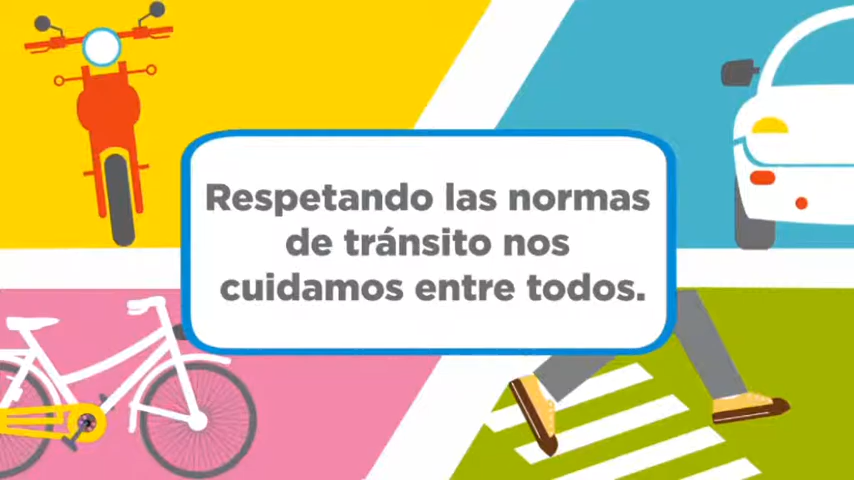 Respetando las normas
de tránsito nos
cuidamos entre todos.